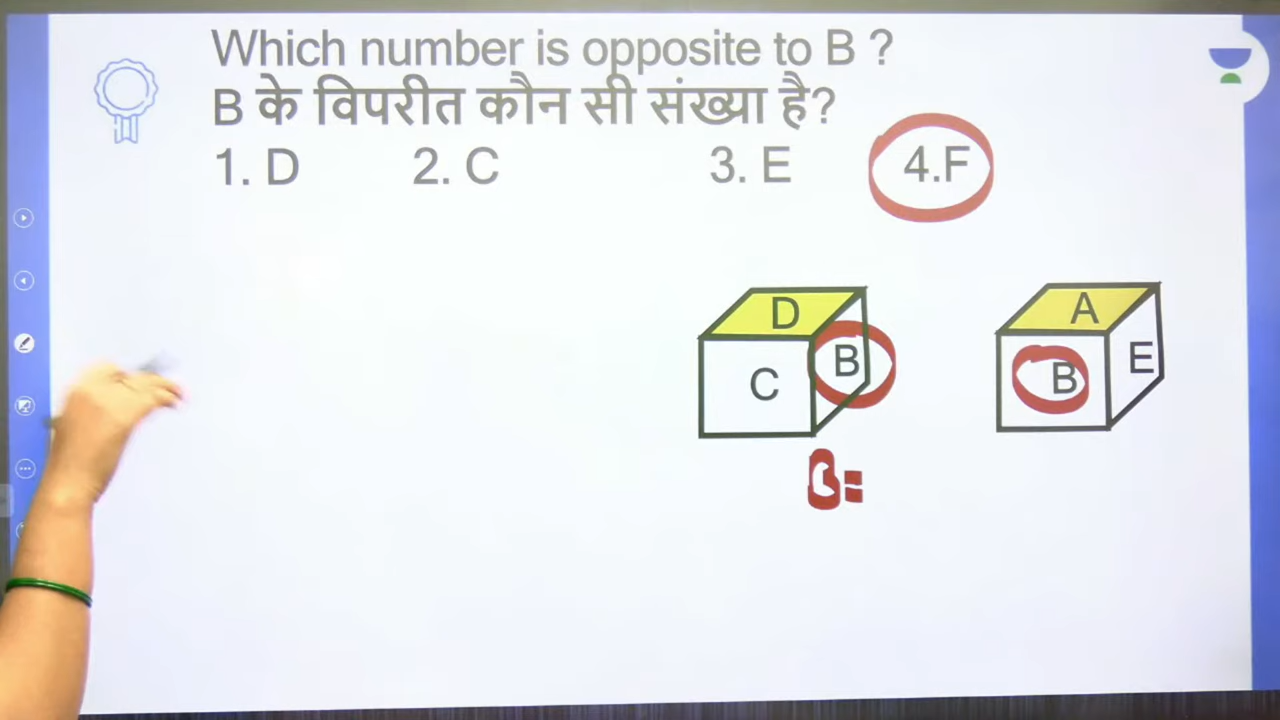 Which number is opposite to B ?
B के विपरीत कौन सी संख्या है?
1. D 2. C 3. E 4.F
D A
C B B E
B=